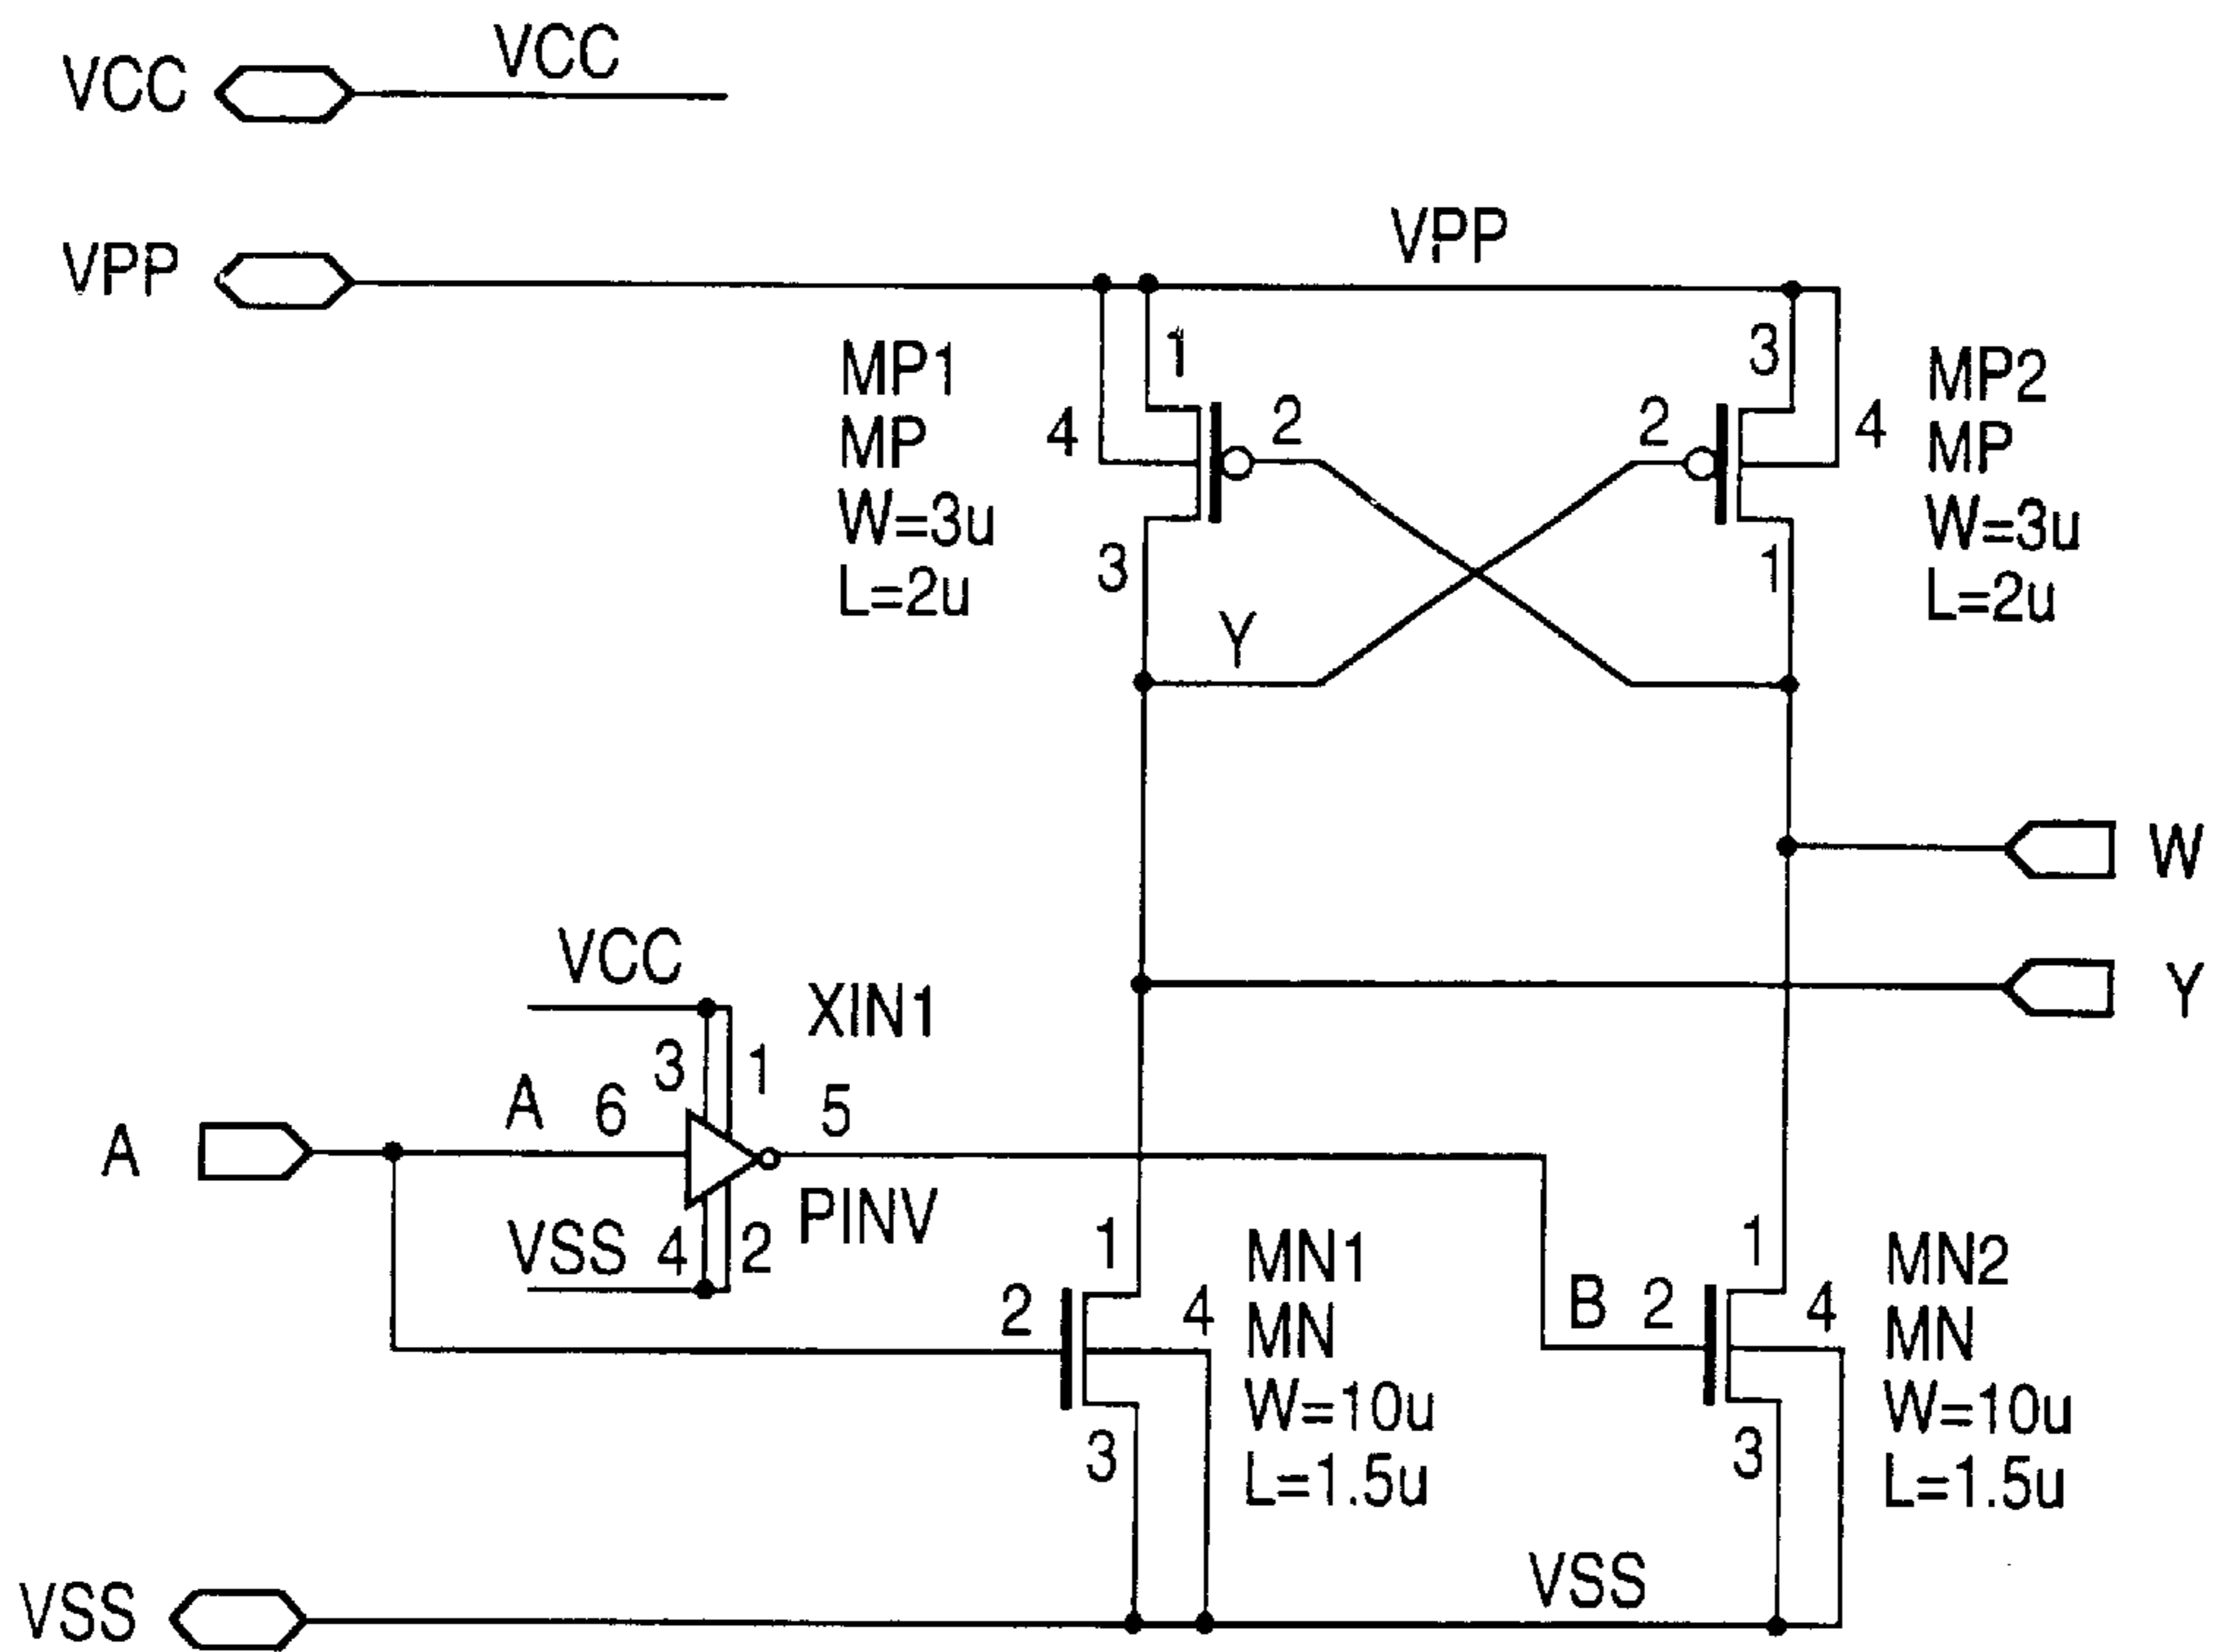 VCC
VCC
VPP
VPP
MP1
MP
W=3u
L=2u
1
4
2
3
3
2
4
1
MP2
MP
W=3u
L=2u
Y
W
Y
VCC
XIN1
3
1
A
A
6
5
VSS
4
2
PINV
1
2
4
3
MN1
MN
W=10u
L=1.5u
B
2
1
4
3
MN2
MN
W=10u
L=1.5u
VSS
VSS